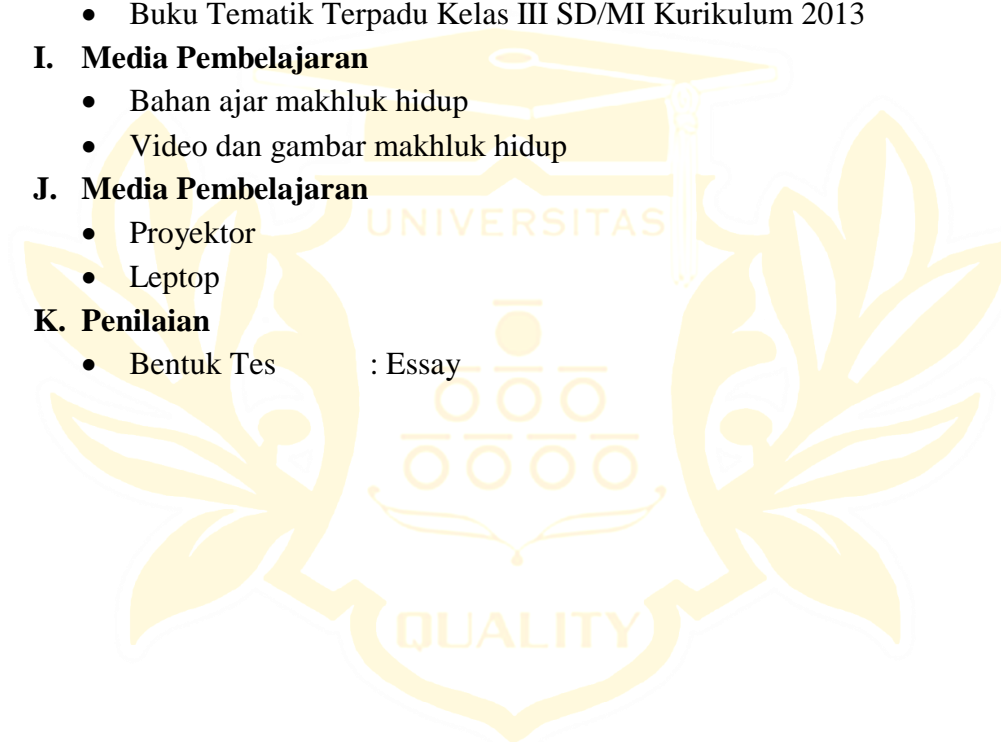 • Buku Tematik Terpadu Kelas III SD/MI Kurikulum 2013
I. Media Pembelajaran
• Bahan ajar makhluk hidup
• Video dan gambar makhluk hidup
J. Media Pembelajaran
UNIVERSITAS
• Proyektor
• Leptop
K. Penilaian
• Bentuk Tes : Essay
QUALITY